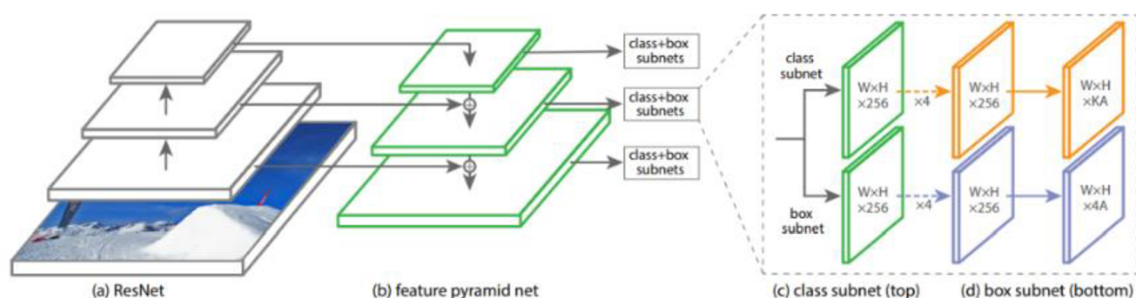 class+box
subnets
class+box
subnets
class+box
subnets
class
subnet
W×H
×256
×4
W×H
×256
W×H
×KA
W×H
×256
×4
W×H
×256
W×H
×4A
box
subnet
(a) ResNet
(b) feature pyramid net
(c) class subnet (top)
(d) box subnet (bottom)